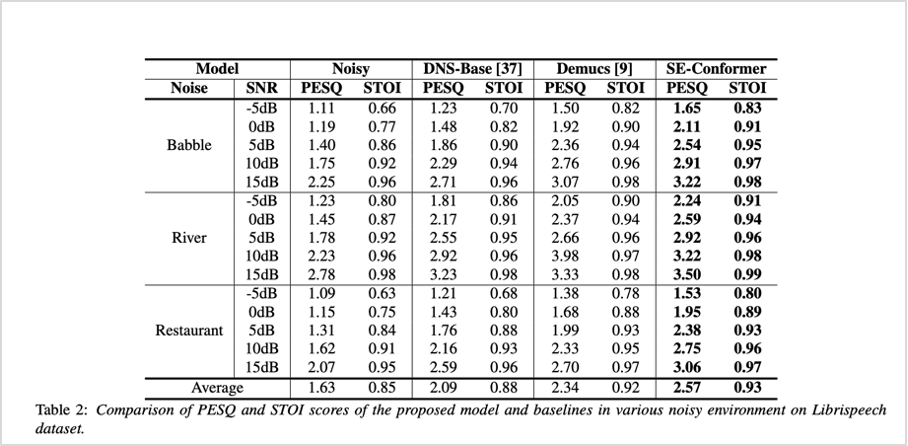 Model Noisy DNS-Base [37] Demucs [9] SE-Conformer
Noise SNR PESQ STOI PESQ STOI PESQ STOI PESQ STOI
-5dB 1.11 0.66 1.23 0.70 1.50 0.82 1.65 0.83
0dB 1.19 0.77 1.48 0.82 1.92 0.90 2.11 0.91
Babble 5dB 1.40 0.86 1.86 0.90 2.36 0.94 2.54 0.95
10dB 1.75 0.92 2.29 0.94 2.76 0.96 2.91 0.97
15dB 2.25 0.96 2.71 0.96 3.07 0.98 3.22 0.98
-5dB 1.23 0.80 1.81 0.86 2.05 0.90 2.24 0.91
0dB 1.45 0.87 2.17 0.91 2.37 0.94 2.59 0.94
River 5dB 1.78 0.92 2.55 0.95 2.66 0.96 2.92 0.96
10dB 2.23 0.96 2.92 0.96 3.98 0.97 3.22 0.98
15dB 2.78 0.98 3.23 0.98 3.33 0.98 3.50 0.99
-5dB 1.09 0.63 1.21 0.68 1.38 0.78 1.53 0.80
0dB 1.15 0.75 1.43 0.80 1.68 0.88 1.95 0.89
Restaurant 5dB 1.31 0.84 1.76 0.88 1.99 0.93 2.38 0.93
10dB 1.62 0.91 2.16 0.93 2.33 0.95 2.75 0.96
15dB 2.07 0.95 2.59 0.96 2.70 0.97 3.06 0.97
Average 1.63 0.85 2.09 0.88 2.34 0.92 2.57 0.93
Table 2: Comparison of PESQ and STOI scores of the proposed model and baselines in various noisy environment on Librispeech
dataset.